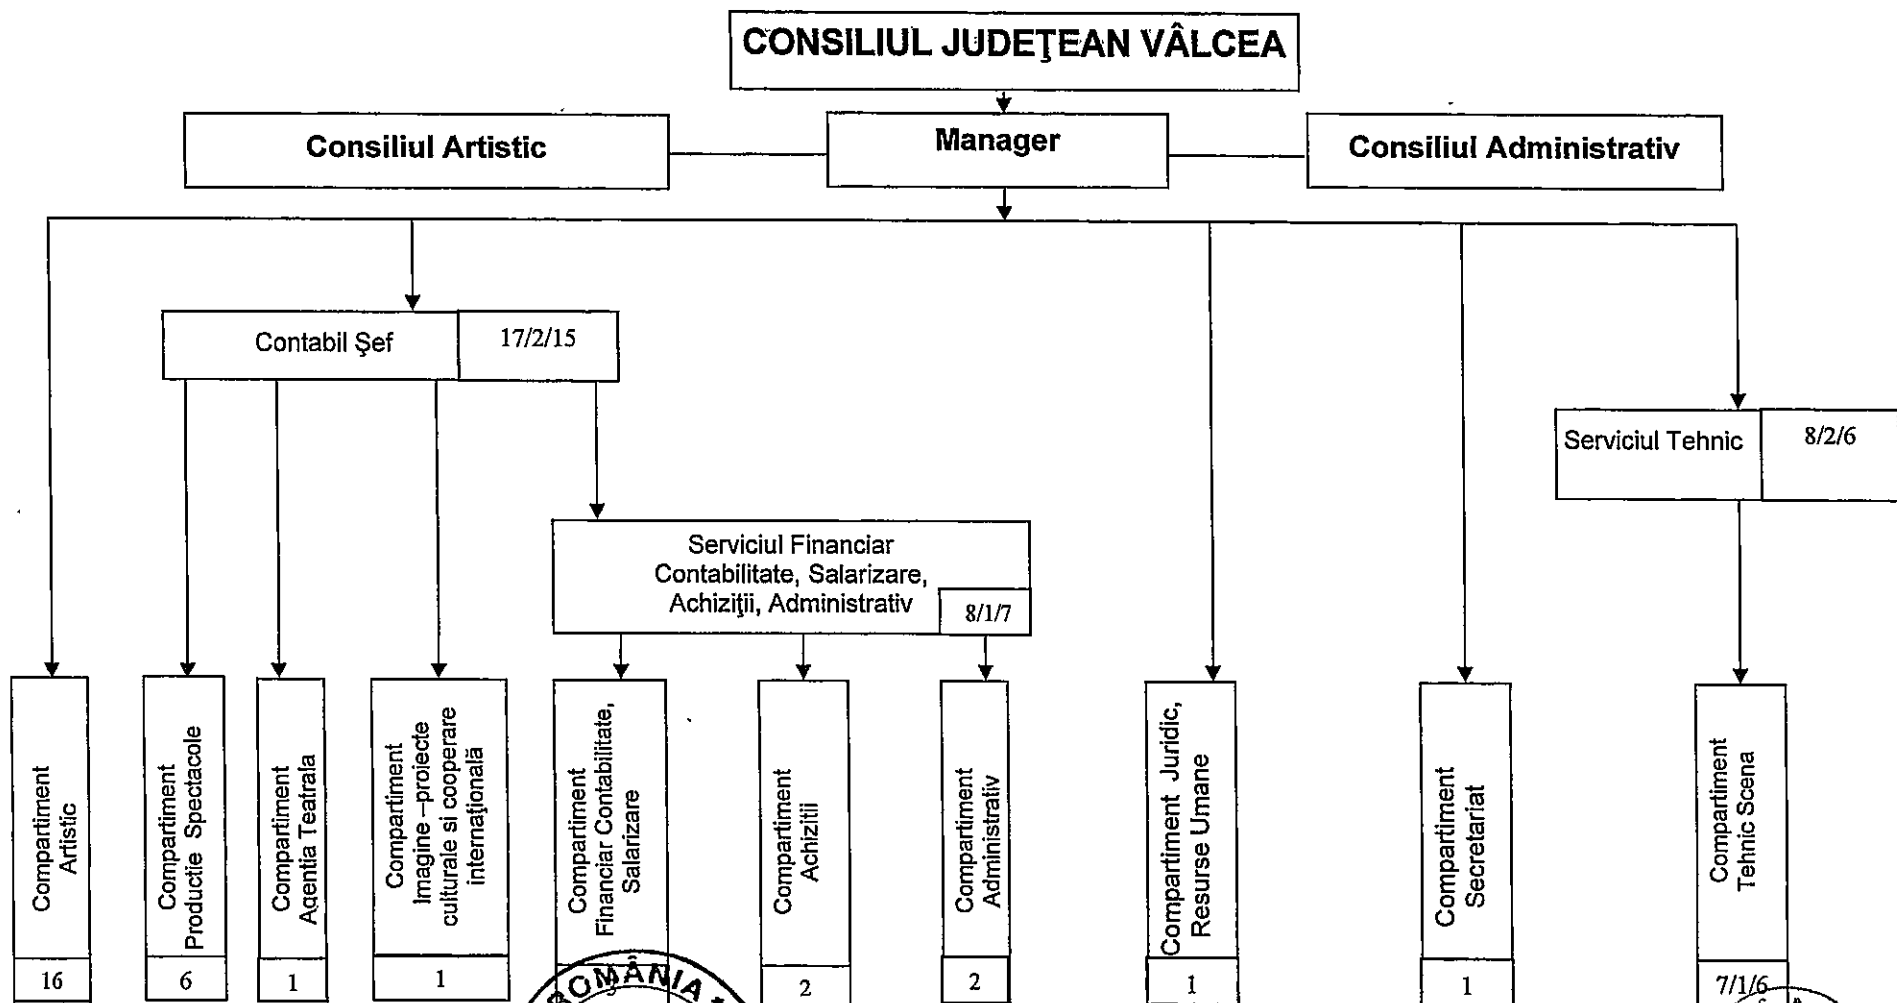 CONSILIUL JUDEŢEAN VÂLCEA
Consiliul Artistic
Manager
Consiliul Administrativ
Contabil Şef
17/2/15
Serviciul Tehnic
8/2/6
Serviciul Financiar
Contabilitate, Salarizare,
Achiziţii, Administrativ
8/1/7
Compartiment
Artistic
16
Compartiment
Productie Spectacole
6
Compartiment
Agentia Teatrala
1
Compartiment
Imagine –proiecte
culturale si cooperare
internaţională
1
Compartiment
Financiar Contabilitate,
Salarizare
Compartiment
Achizitii
2
Compartiment
Administrativ
2
Compartiment Juridic,
Resurse Umane
1
Compartiment
Secretariat
1
Compartiment
Tehnic Scena
7/1/6
ROMÂNIA *